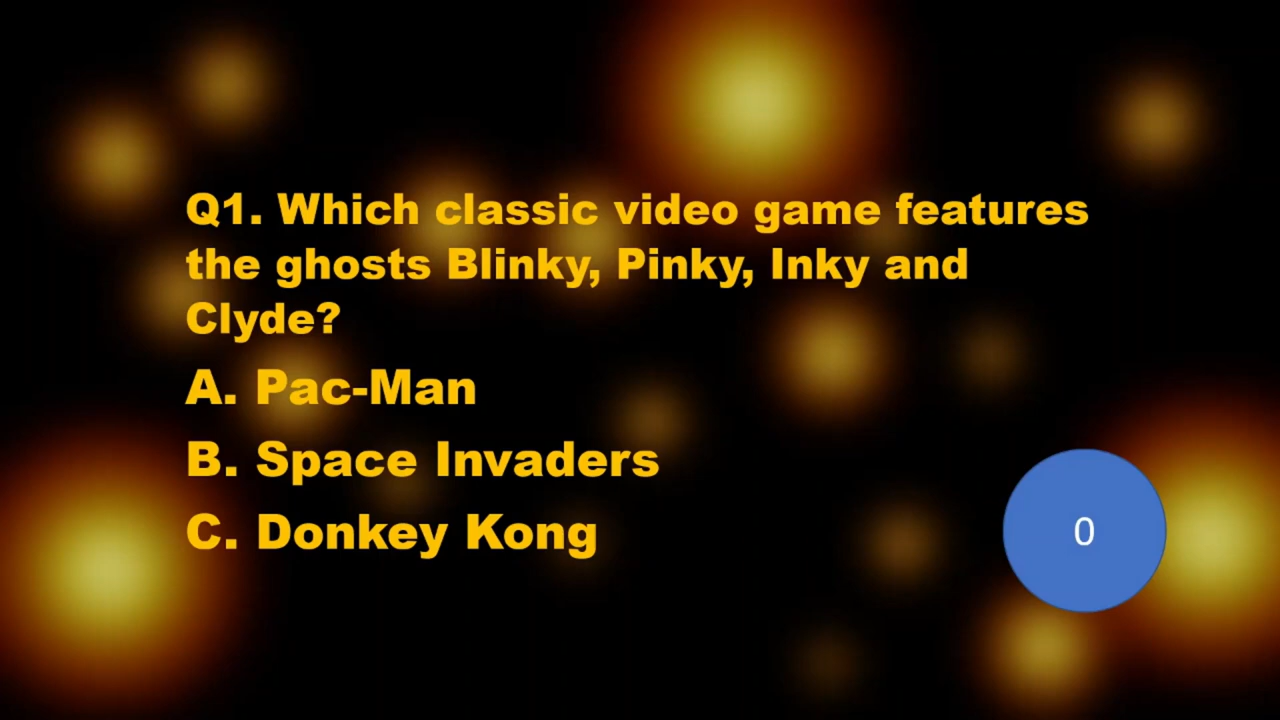 Q1. Which classic video game features
the ghosts Blinky, Pinky, Inky and
Clyde?
A. Pac-Man
B. Space Invaders
C. Donkey Kong
0